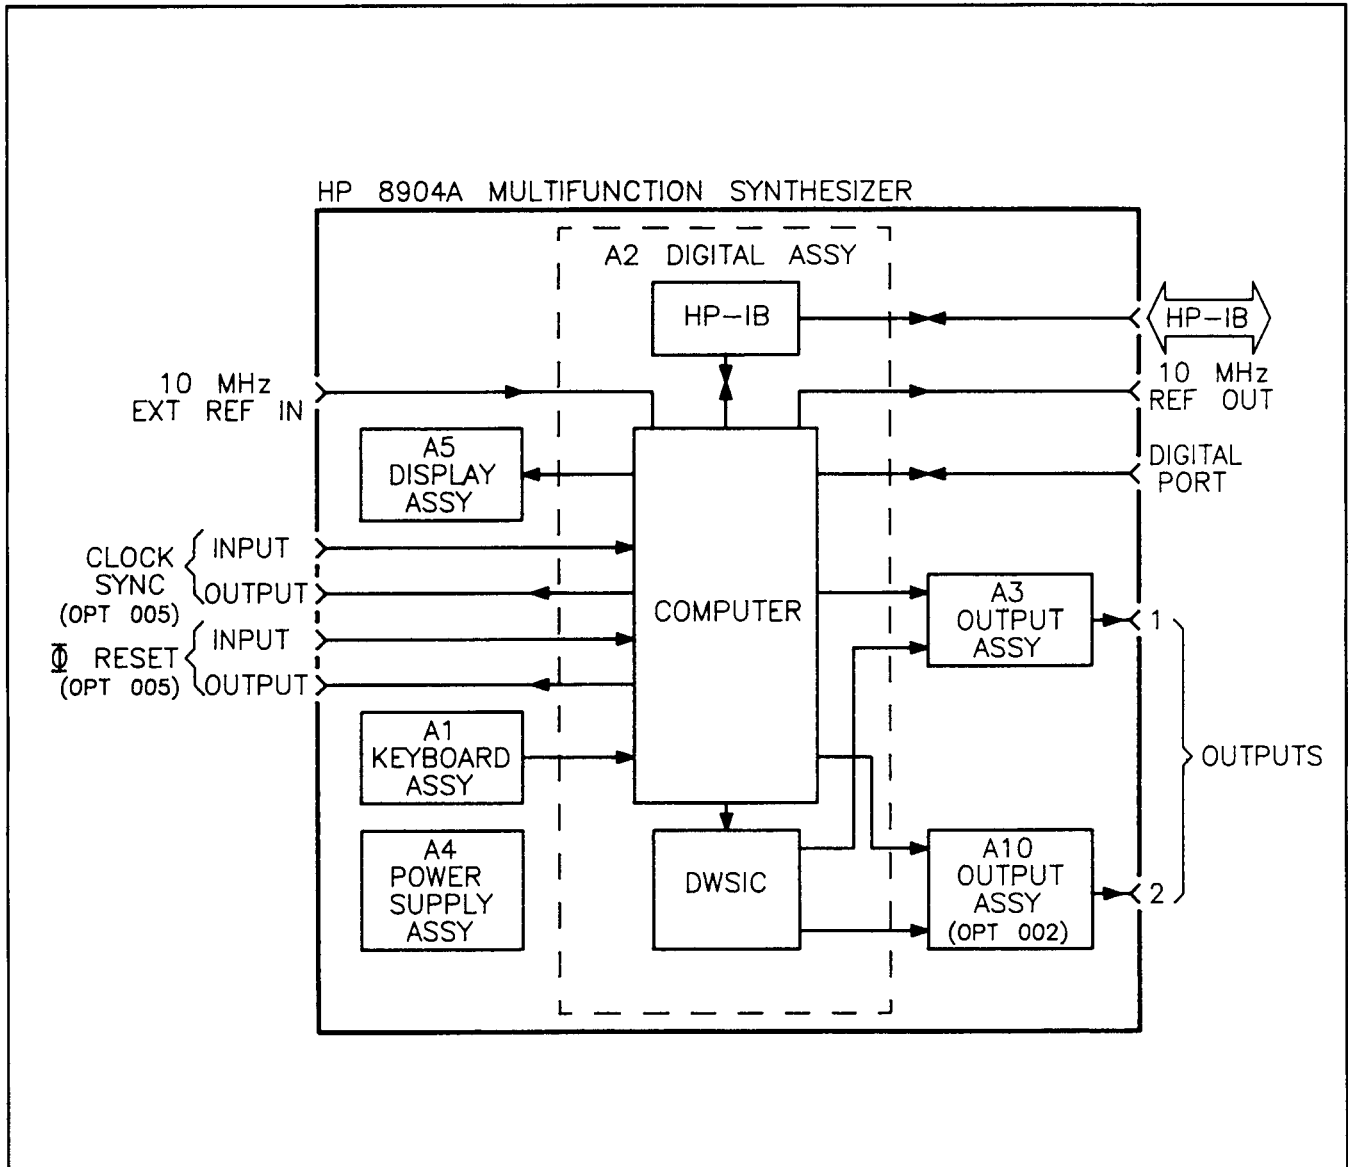 HP 8904A MULTIFUNCTION SYNTHESIZER
A2 DIGITAL ASSY
HP-IB
HP-IB
10 MHz
EXT REF IN
10 MHz
REF OUT
A5
DISPLAY
ASSY
DIGITAL
PORT
CLOCK
SYNC
(OPT 005)
INPUT
OUTPUT
Φ RESET
(OPT 005)
INPUT
OUTPUT
COMPUTER
A3
OUTPUT
ASSY
1
A1
KEYBOARD
ASSY
OUTPUTS
A4
POWER
SUPPLY
ASSY
DWSIC
A10
OUTPUT
ASSY
(OPT 002)
2